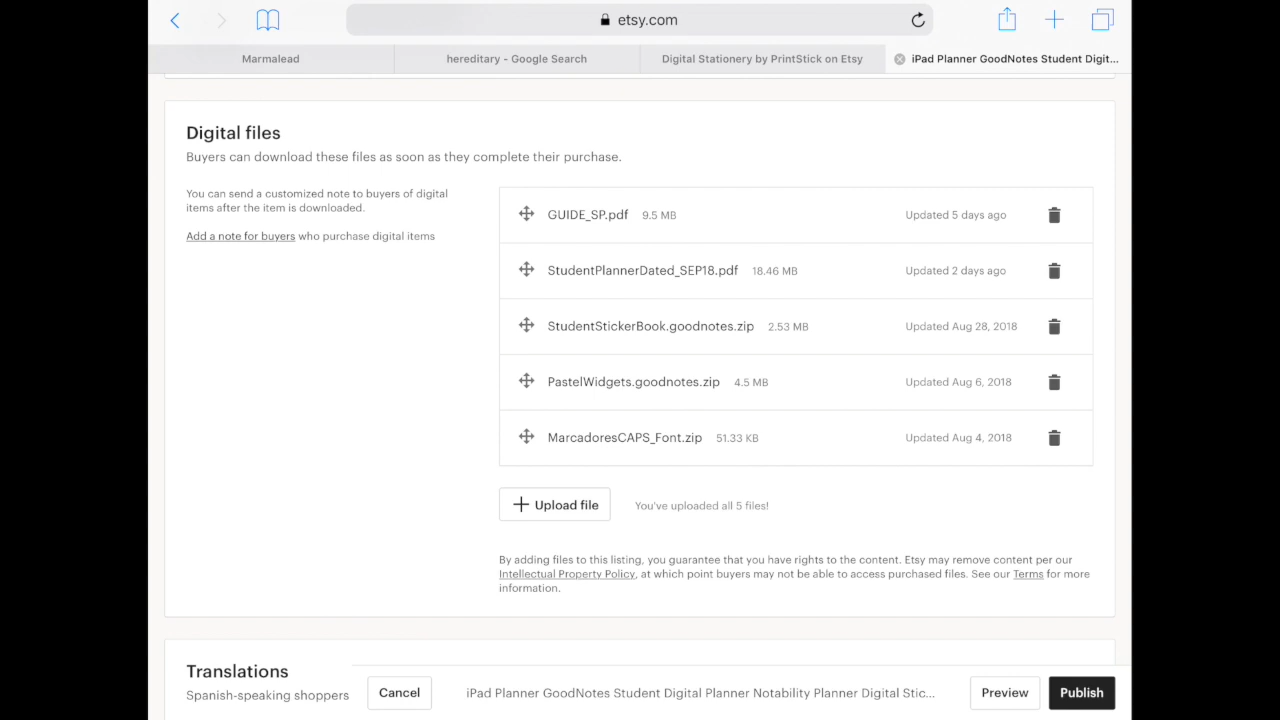 etsy.com
Marmalead
hereditary - Google Search
Digital Stationery by PrintStick on Etsy
iPad Planner GoodNotes Student Digit...
Digital files
Buyers can download these files as soon as they complete their purchase.
You can send a customized note to buyers of digital
items after the item is downloaded.
Add a note for buyers who purchase digital items
GUIDE_SP.pdf 9.5 MB Updated 5 days ago
StudentPlannerDated_SEP18.pdf 18.46 MB Updated 2 days ago
StudentStickerBook.goodnotes.zip 2.53 MB Updated Aug 28, 2018
PastelWidgets.goodnotes.zip 4.5 MB Updated Aug 6, 2018
MarcadoresCAPS_Font.zip 51.33 KB Updated Aug 4, 2018
Upload file You've uploaded all 5 files!
By adding files to this listing, you guarantee that you have rights to the content. Etsy may remove content per our
Intellectual Property Policy, at which point buyers may not be able to access purchased files. See our Terms for more
information.
Translations
Spanish-speaking shoppers
Cancel
iPad Planner GoodNotes Student Digital Planner Notability Planner Digital Stic...
Preview
Publish